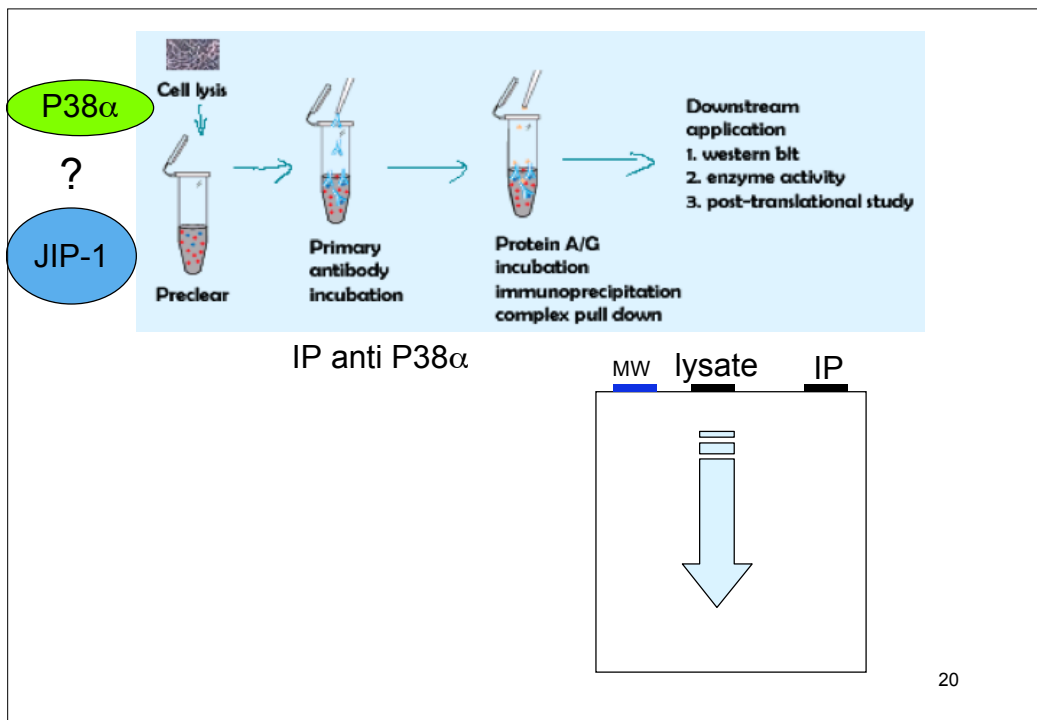 P38α
?
JIP-1
Cell lysis
Preclear
Primary
antibody
incubation
Protein A/G
incubation
immunoprecipitation
complex pull down
Downstream
application
1. western blt
2. enzyme activity
3. post-translational study
IP anti P38α
MW lysate IP
20